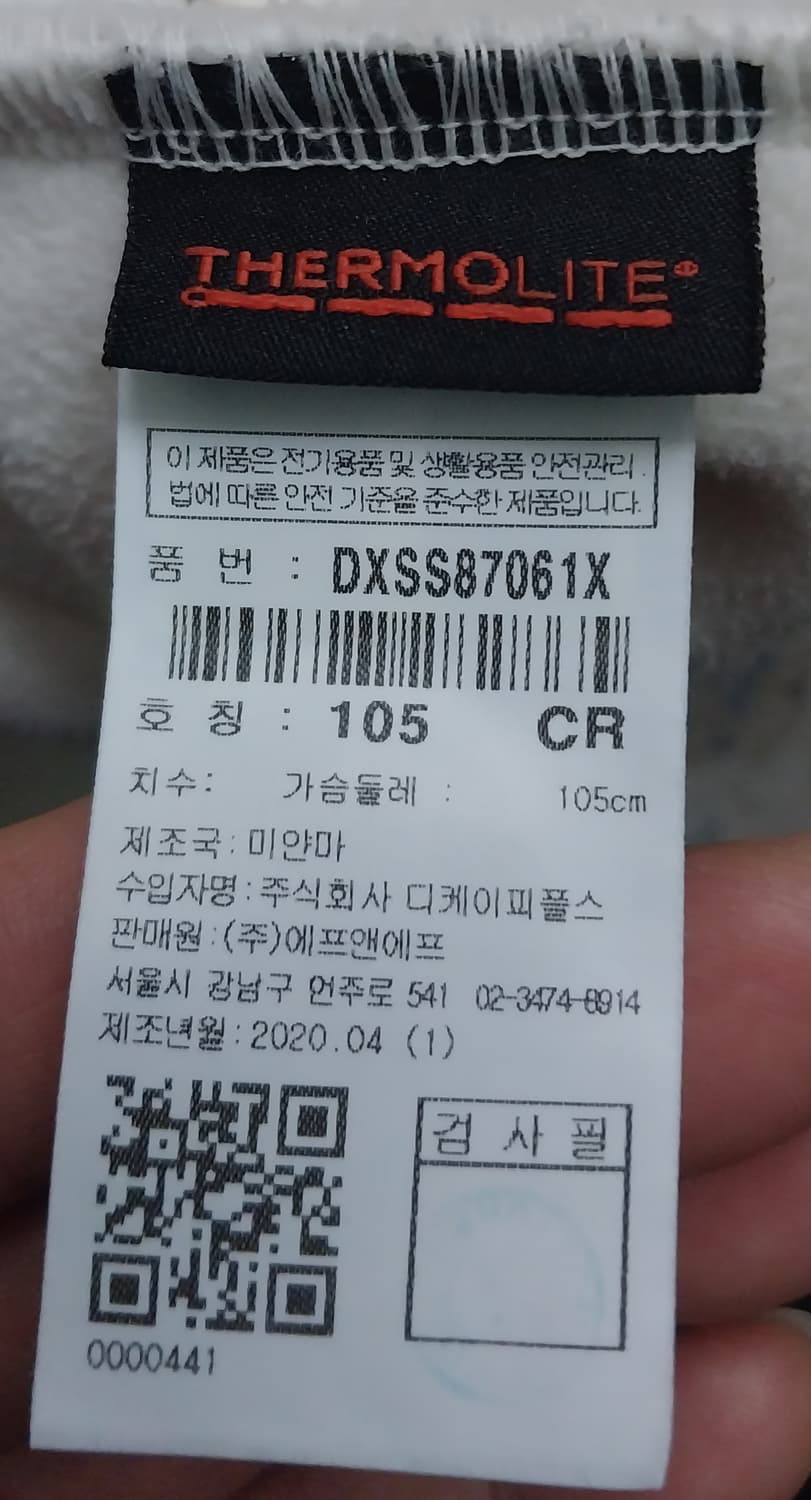 THERMOLITE®
이 제품은 전기용품 및 생활용품 안전관리
법에 따른 안전 기준을 준수한 제품입니다.
품 번 : DXSS87061X
호 칭 : 105 CR
치수: 가슴둘레 : 105cm
제조국:미얀마
수입자명:주식회사 디케이피플스
판매원:(주)에프앤에프
서울시 강남구 언주로 541 02-3474-8914
제조년월:2020.04 (1)
검 사 필
0000441